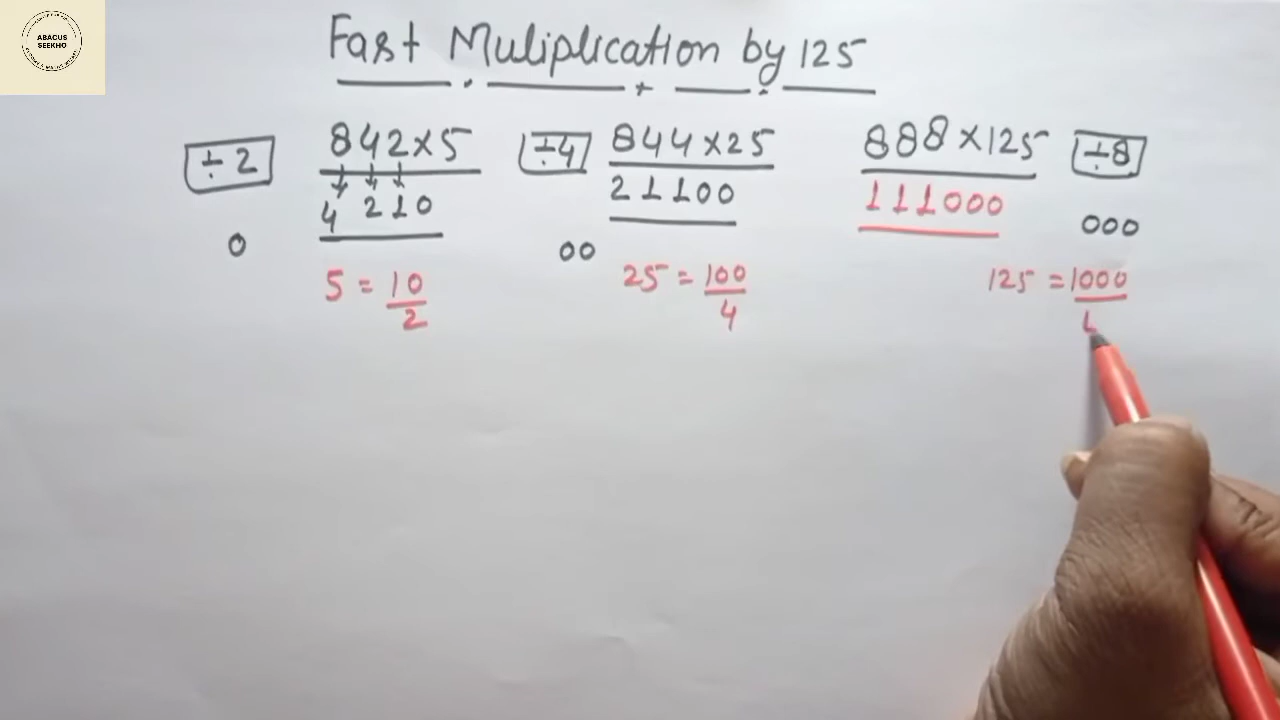 ABACUS
SEEKHO
Fast Muliplication by 125
÷2 842×5 ÷4 844×25 888×125 ÷8
4210 21100 111000
0 00 000
5 = 10/2 25 = 100/4 125 = 1000